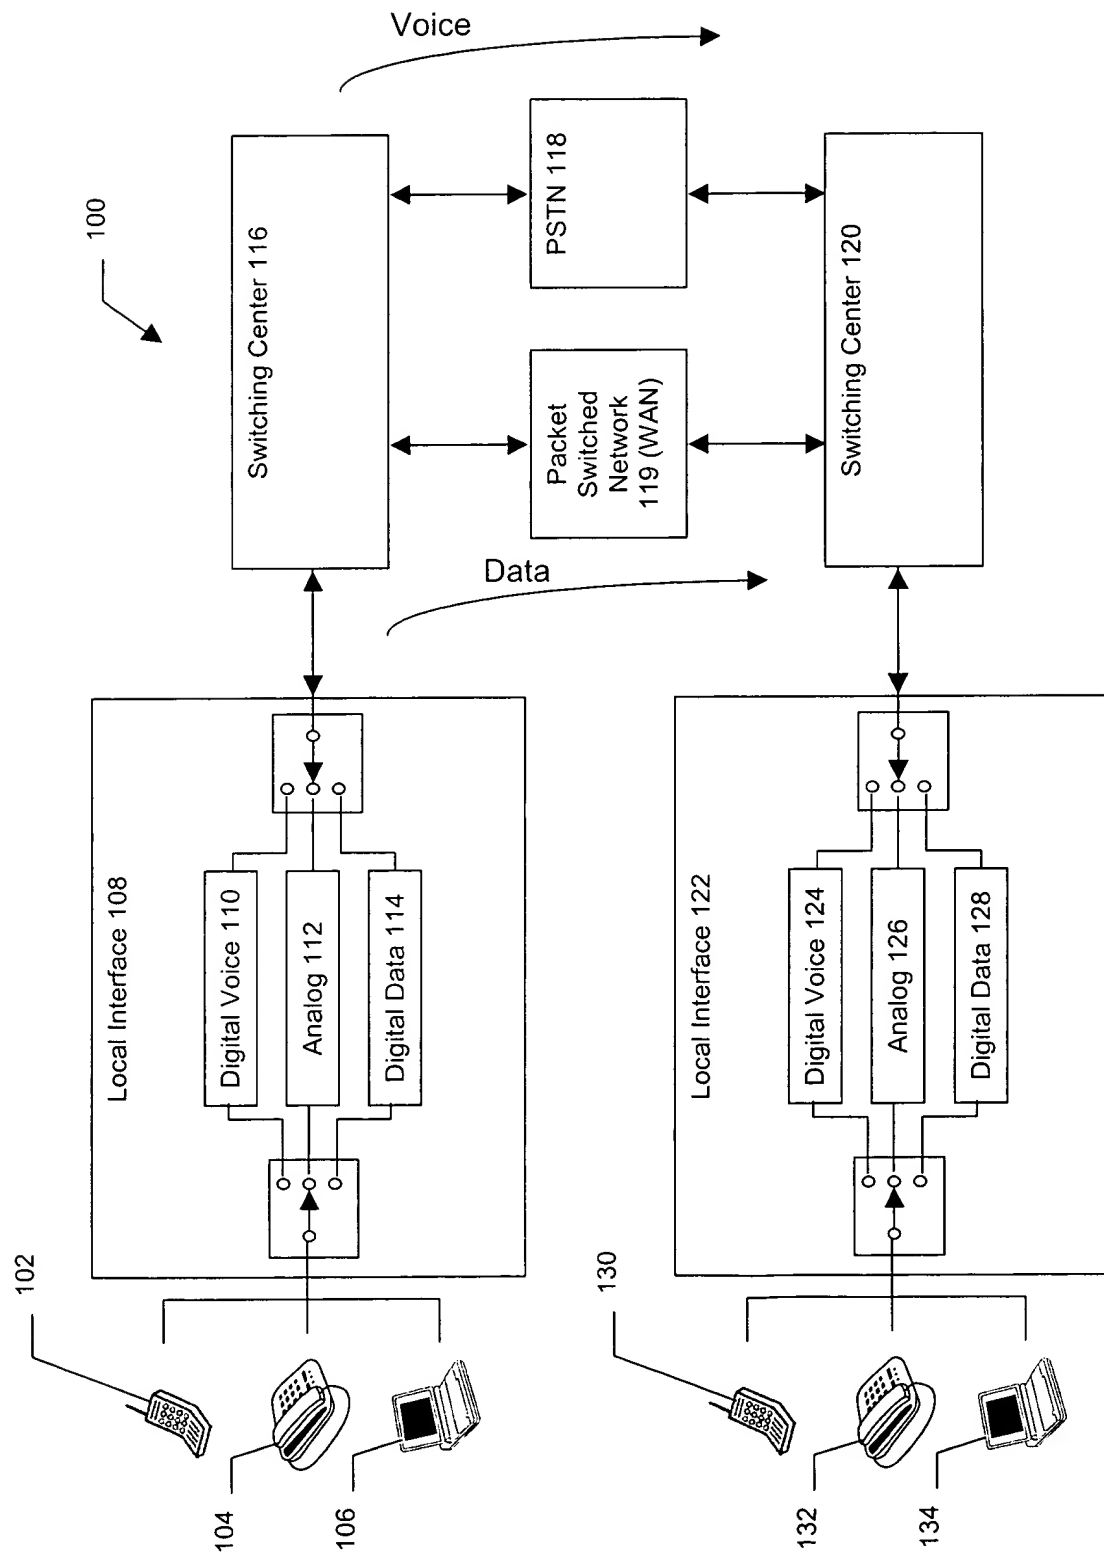 100
Voice
Switching Center 116
PSTN 118
Packet
Switched
Network
119 (WAN)
Switching Center 120
Data
Local Interface 108
Digital Voice 110
Analog 112
Digital Data 114
102
104
106
Local Interface 122
Digital Voice 124
Analog 126
Digital Data 128
130
132
134